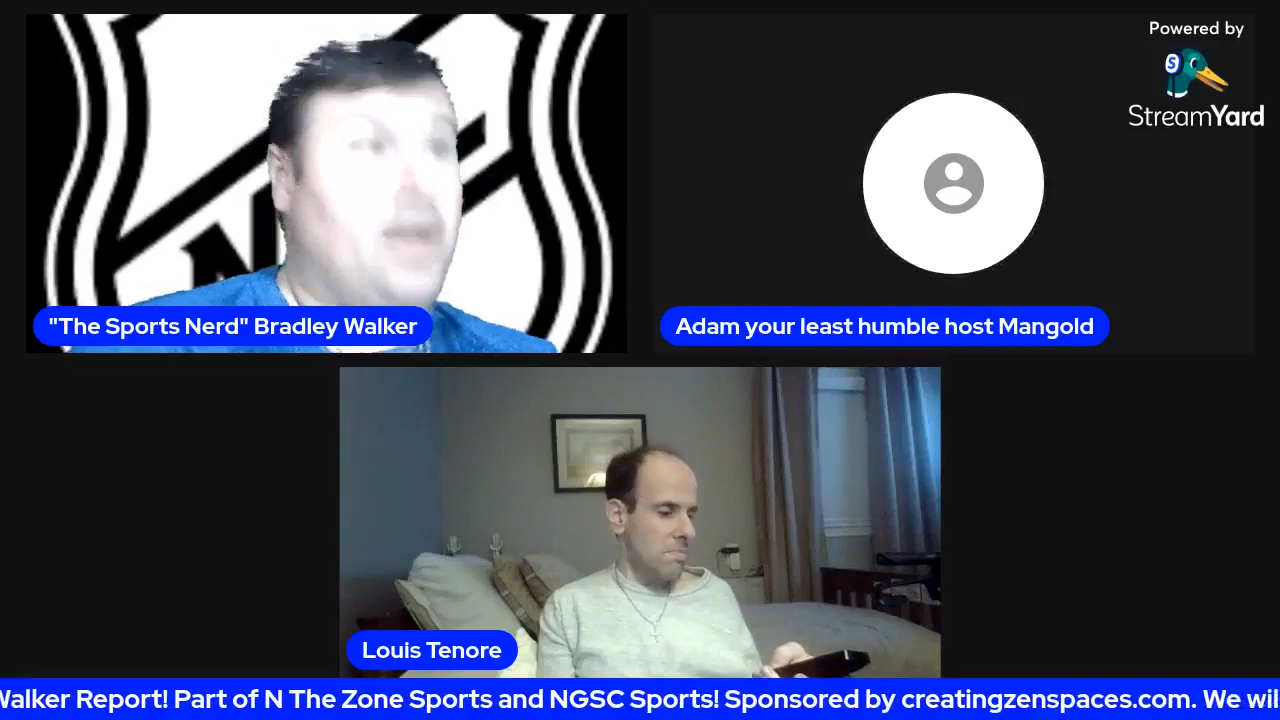 Powered by
S
StreamYard
N
"The Sports Nerd" Bradley Walker
Adam your least humble host Mangold
Louis Tenore
Walker Report! Part of N The Zone Sports and NGSC Sports! Sponsored by creatingzenspaces.com. We wil